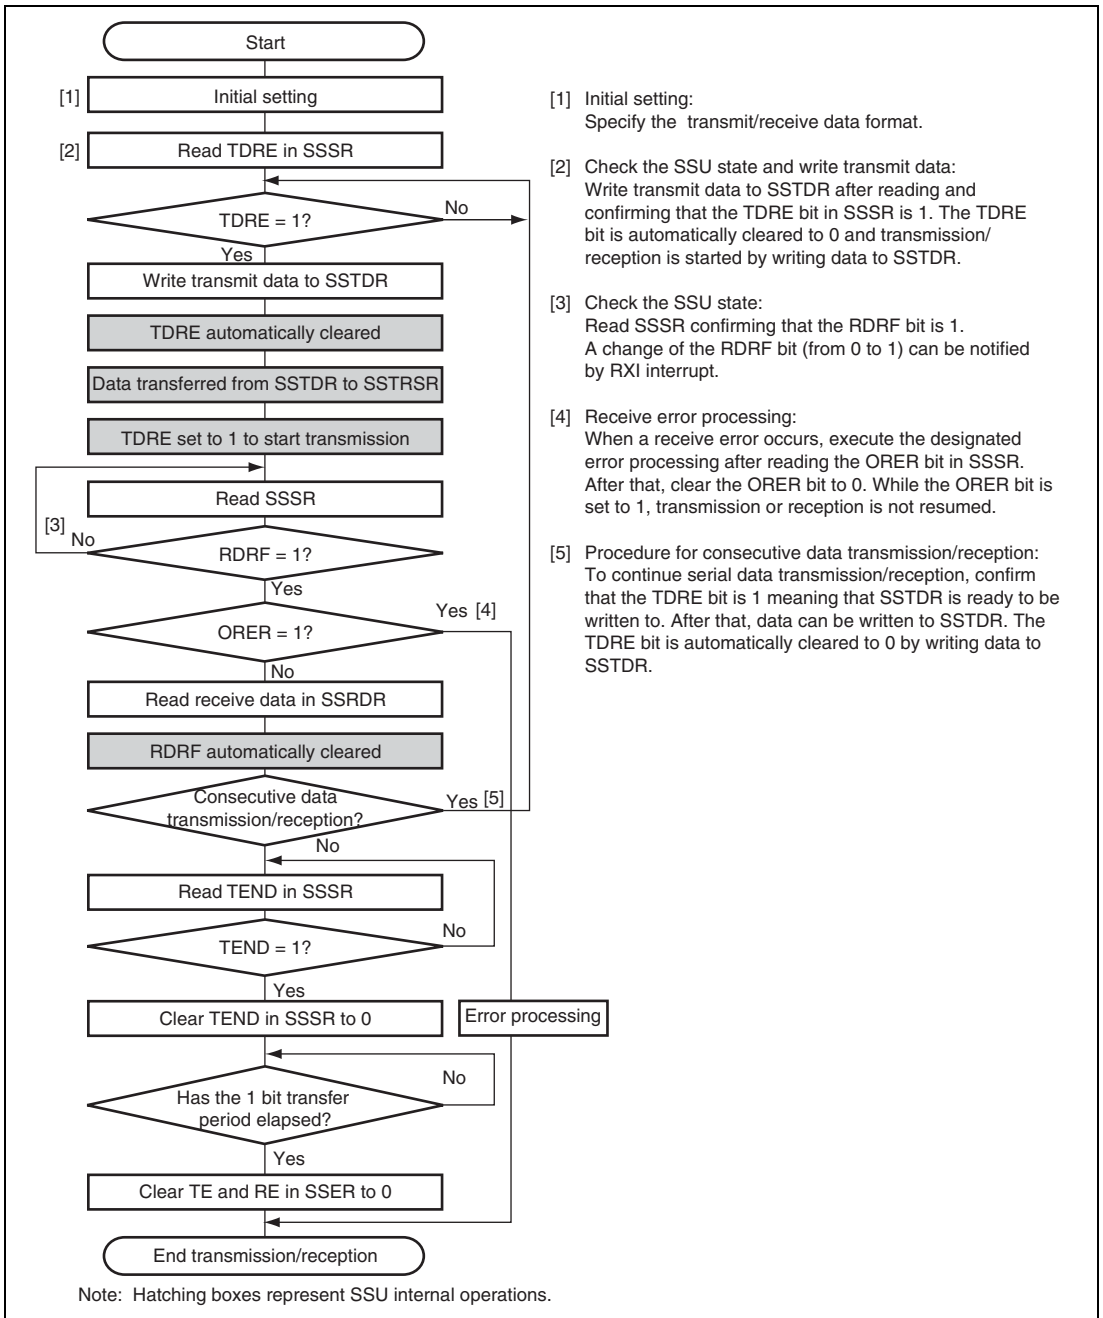 Start
[1] Initial setting
[2] Read TDRE in SSSR
TDRE = 1?
No
Yes
Write transmit data to SSTDR
TDRE automatically cleared
Data transferred from SSTDR to SSTRSR
TDRE set to 1 to start transmission
Read SSSR
[3]
No
RDRF = 1?
Yes
Yes [4]
ORER = 1?
No
Read receive data in SSRDR
RDRF automatically cleared
Consecutive data
transmission/reception?
Yes [5]
No
Read TEND in SSSR
No
TEND = 1?
Yes
Clear TEND in SSSR to 0
Error processing
No
Has the 1 bit transfer
period elapsed?
Yes
Clear TE and RE in SSER to 0
End transmission/reception
Note: Hatching boxes represent SSU internal operations.
[1] Initial setting:
Specify the transmit/receive data format.
[2] Check the SSU state and write transmit data:
Write transmit data to SSTDR after reading and
confirming that the TDRE bit in SSSR is 1. The TDRE
bit is automatically cleared to 0 and transmission/
reception is started by writing data to SSTDR.
[3] Check the SSU state:
Read SSSR confirming that the RDRF bit is 1.
A change of the RDRF bit (from 0 to 1) can be notified
by RXI interrupt.
[4] Receive error processing:
When a receive error occurs, execute the designated
error processing after reading the ORER bit in SSSR.
After that, clear the ORER bit to 0. While the ORER bit is
set to 1, transmission or reception is not resumed.
[5] Procedure for consecutive data transmission/reception:
To continue serial data transmission/reception, confirm
that the TDRE bit is 1 meaning that SSTDR is ready to be
written to. After that, data can be written to SSTDR. The
TDRE bit is automatically cleared to 0 by writing data to
SSTDR.